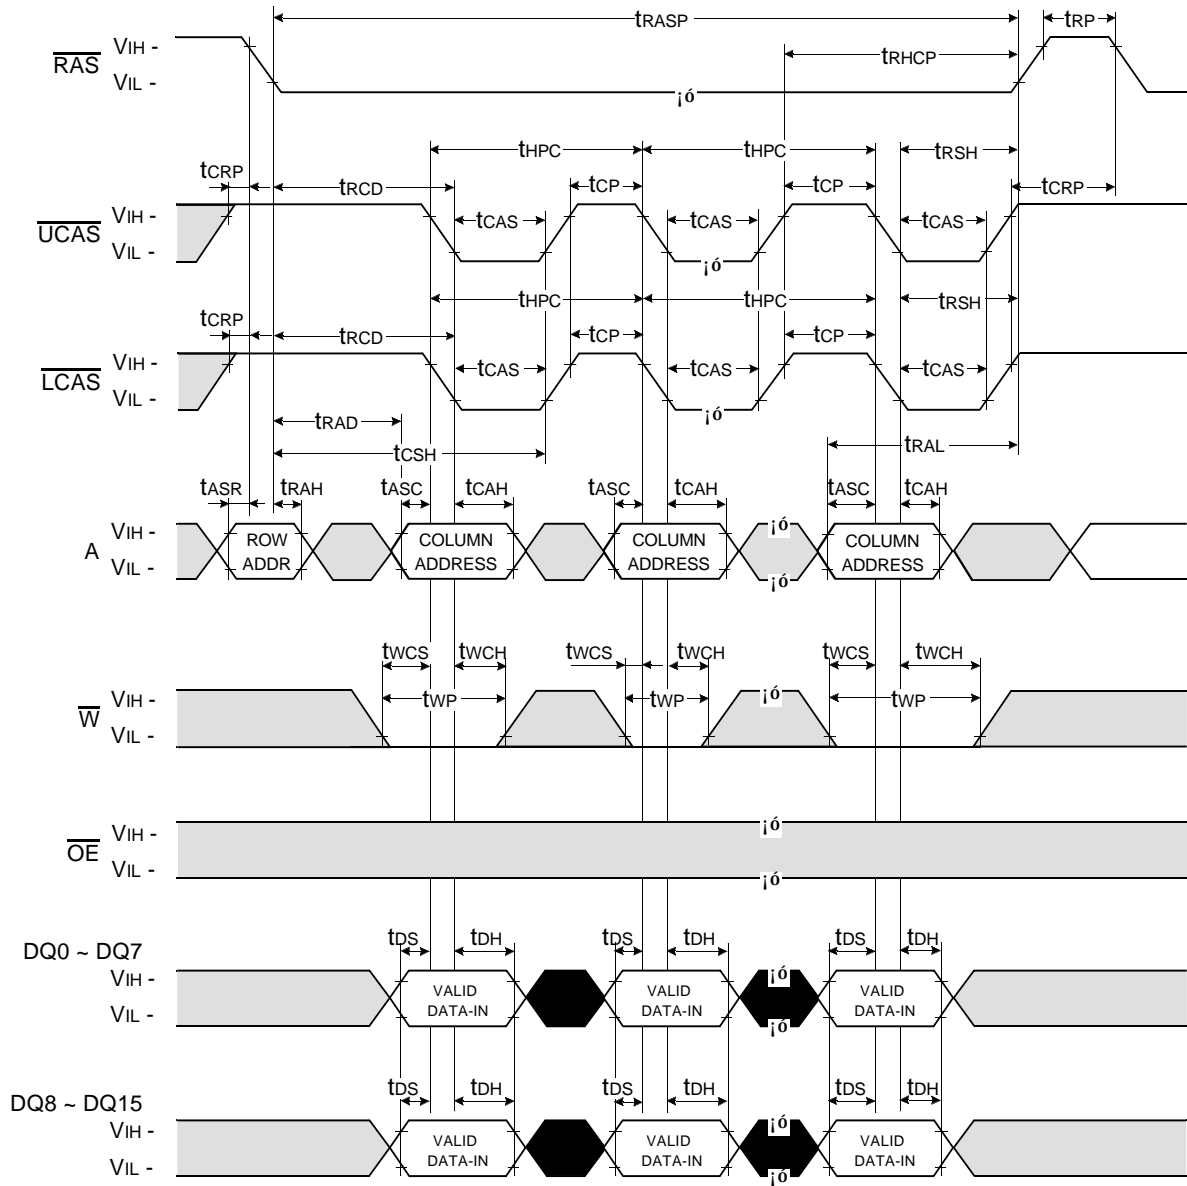 tRASP tRP
RAS VIH - tRHCP
VIL -
¡ó
tHPC tHPC tRSH
tCRP tRCD tCP tCP tCRP
UCAS VIH - tCAS tCAS tCAS
VIL -
¡ó
tHPC tHPC tRSH
tCRP tRCD tCP tCP
LCAS VIH - tCAS tCAS tCAS
VIL -
¡ó
tRAD
tCSH tRAL
tASR tRAH tASC tCAH tASC tCAH tASC tCAH
A VIH - ROW COLUMN COLUMN ¡ó COLUMN
VIL - ADDR ADDRESS ADDRESS ¡ó ADDRESS
tWCS tWCH tWCS tWCH tWCS tWCH
W VIH - tWP tWP ¡ó tWP
VIL -
OE VIH - ¡ó
VIL - ¡ó
DQ0 ~ DQ7 tDS tDH tDS tDH tDS tDH
VIH - VALID VALID ¡ó VALID
VIL - DATA-IN DATA-IN ¡ó DATA-IN
DQ8 ~ DQ15 tDS tDH tDS tDH tDS tDH
VIH - VALID VALID ¡ó VALID
VIL - DATA-IN DATA-IN ¡ó DATA-IN